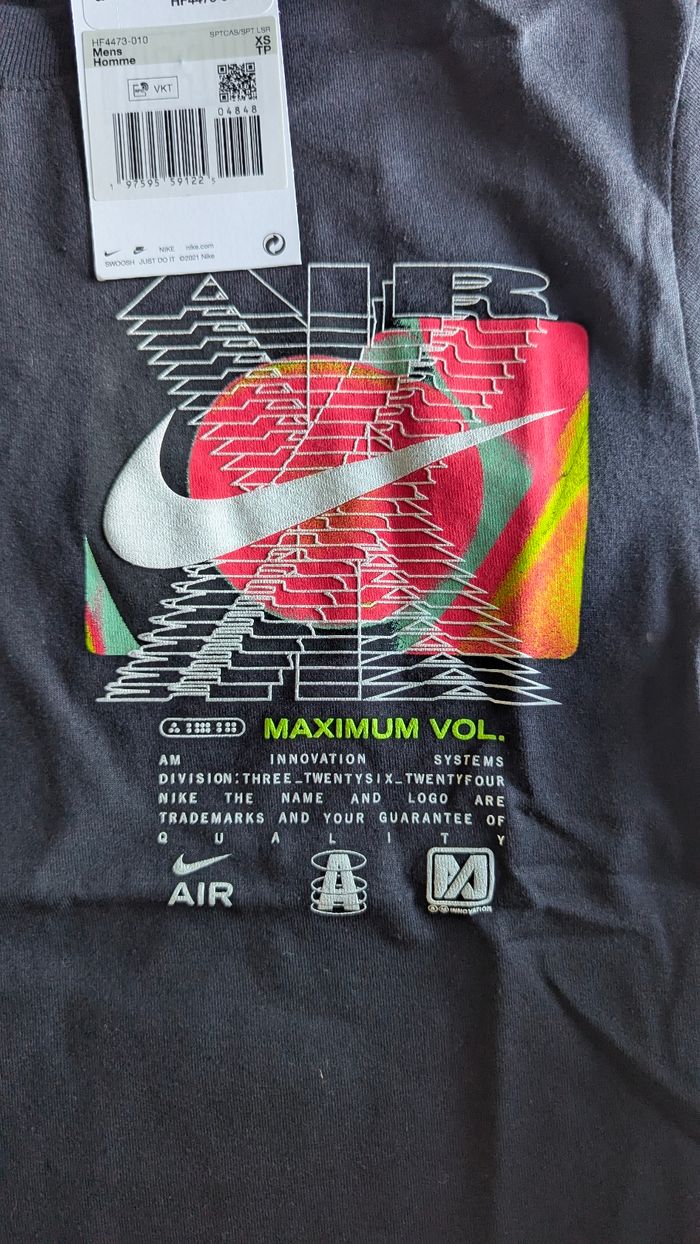 HF4473-010 SPTCAS/SPT LSR
Mens XS
Homme TP
VKT
04848
1 97595 59122 5
NIKE nike.com
SWOOSH JUST DO IT ©2021 Nike
AIR
MAXIMUM VOL.
AM INNOVATION SYSTEMS
DIVISION:THREE_TWENTYSIX_TWENTYFOUR
NIKE THE NAME AND LOGO ARE
TRADEMARKS AND YOUR GUARANTEE OF
Q U A L I T Y
AIR A
INNOVATION